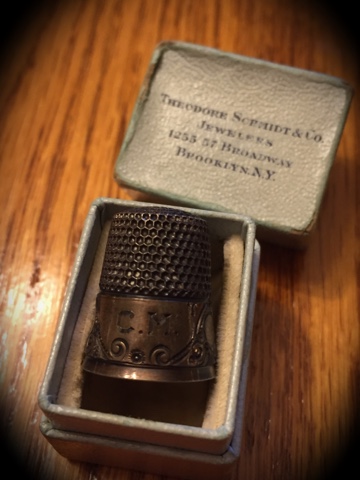 THEODORE SCHMIDT & CO.
JEWELERS
1255-57 BROADWAY
BROOKLYN.N.Y.
C.M.